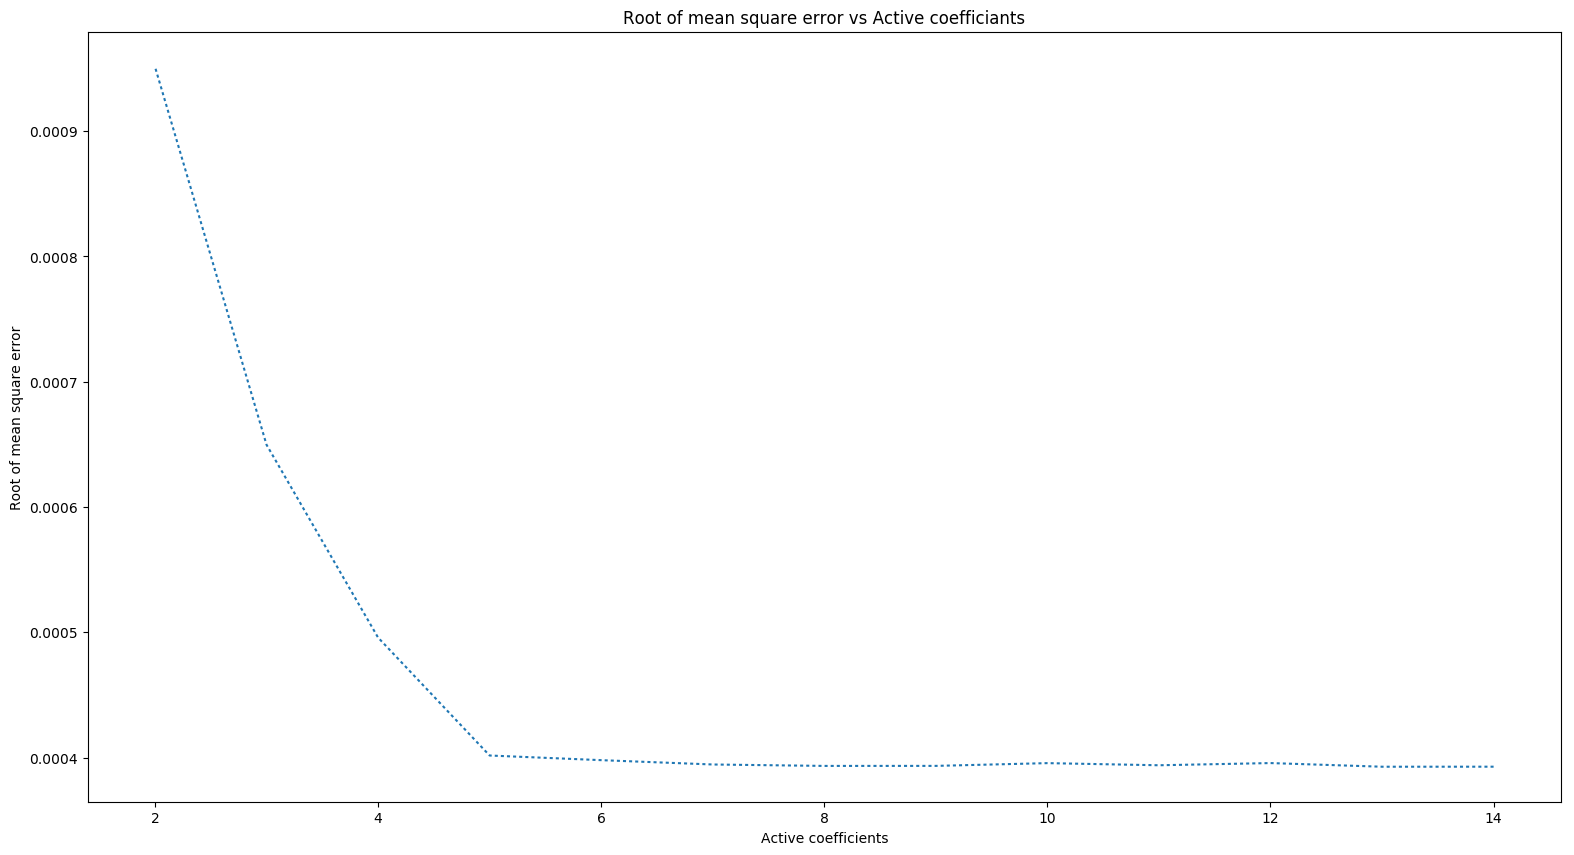 Root of mean square error vs Active coefficiants
Root of mean square error
0.0009
0.0008
0.0007
0.0006
0.0005
0.0004
2 4 6 8 10 12 14
Active coefficients